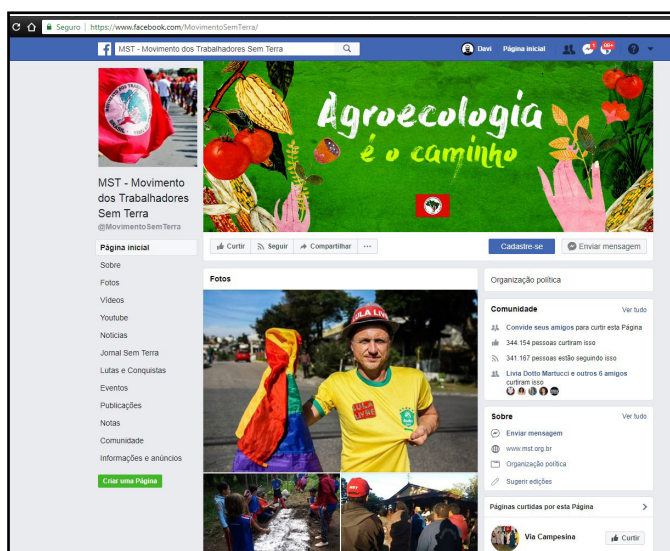 Seguro | https://www.facebook.com/MovimentoSemTerra/
MST - Movimento dos Trabalhadores Sem Terra
Davi Página inicial
Agroecologia
é o caminho
MST - Movimento
dos Trabalhadores
Sem Terra
@MovimentoSemTerra
Página inicial
Sobre
Fotos
Vídeos
Youtube
Notícias
Jornal Sem Terra
Lutas e Conquistas
Eventos
Publicações
Notas
Comunidade
Informações e anúncios
Criar uma Página
Curtir Seguir Compartilhar ...
Cadastre-se Enviar mensagem
Fotos
LULA LIVRE
LULA
LIVRE
Organização política
Comunidade Ver tudo
Convide seus amigos para curtir esta Página
344.154 pessoas curtiram isso
341.167 pessoas estão seguindo isso
Livia Dotto Martucci e outros 6 amigos
curtiram isso
Sobre Ver tudo
Enviar mensagem
www.mst.org.br
Organização política
Sugerir edições
Páginas curtidas por esta Página
Via Campesina Curtir